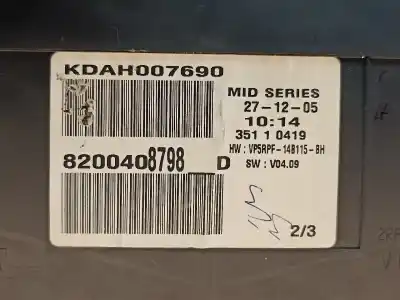 KDAH007690
MID SERIES
27-12-05
10:14
351 1 0419
HW : VP5RPF-14B115-BH
SW : V04.09
8200408798 D
2/3